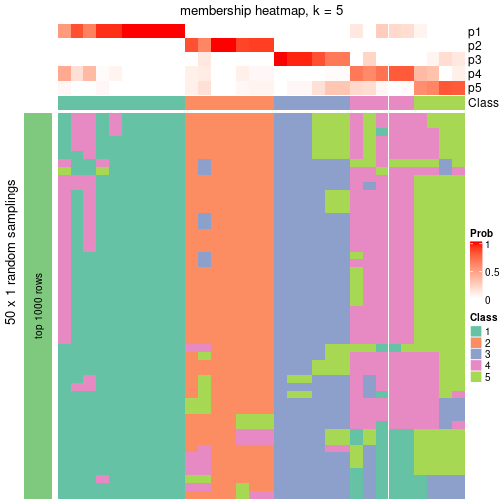 membership heatmap, k = 5
p1
p2
p3
p4
p5
Class
50 x 1 random samplings
top 1000 rows
Prob
1
0.5
0
Class
1
2
3
4
5